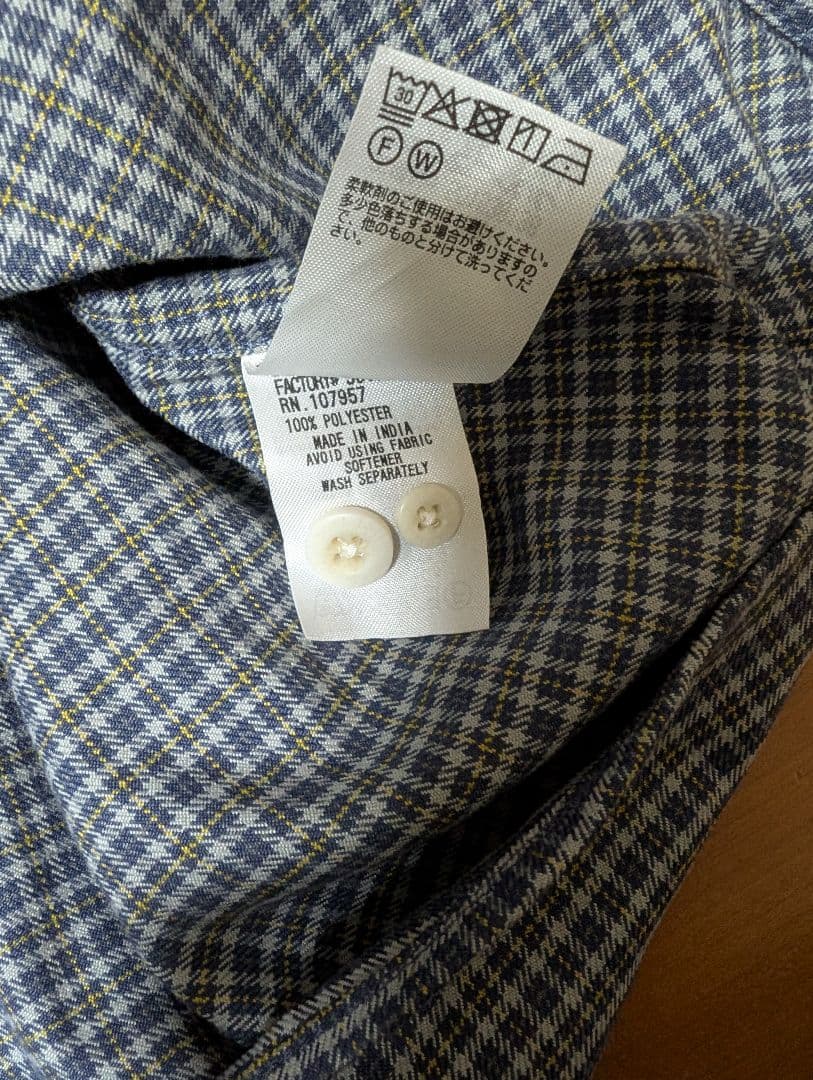 30
F W
柔軟剤のご使用はお避けください。
多少色落ちする場合がありますの
で、他のものと分けて洗ってくだ
さい。
FACTORY#
RN.107957
100% POLYESTER
MADE IN INDIA
AVOID USING FABRIC
SOFTENER
WASH SEPARATELY